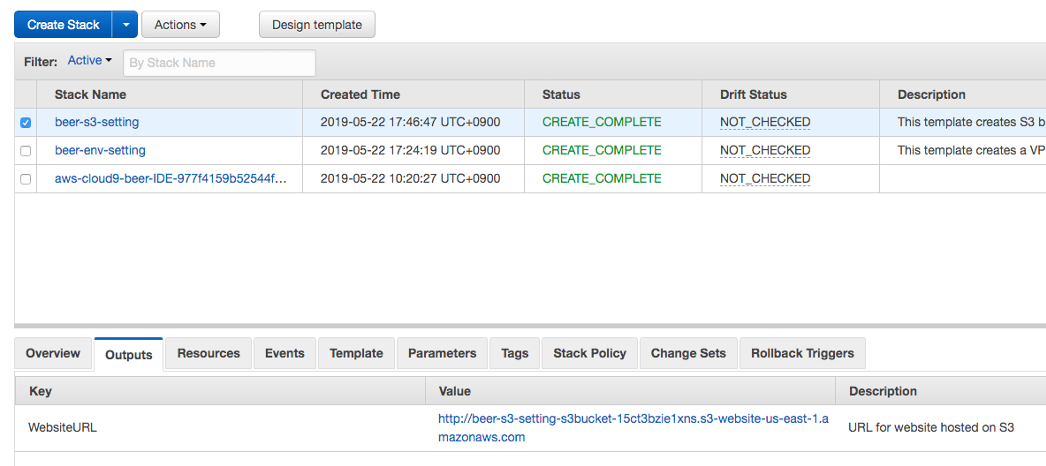 Create Stack Actions Design template
Filter: Active By Stack Name
Stack Name Created Time Status Drift Status Description
beer-s3-setting 2019-05-22 17:46:47 UTC+0900 CREATE_COMPLETE NOT_CHECKED This template creates S3 b
beer-env-setting 2019-05-22 17:24:19 UTC+0900 CREATE_COMPLETE NOT_CHECKED This template creates a VP
aws-cloud9-beer-IDE-977f4159b52544f... 2019-05-22 10:20:27 UTC+0900 CREATE_COMPLETE NOT_CHECKED
Overview Outputs Resources Events Template Parameters Tags Stack Policy Change Sets Rollback Triggers
Key Value Description
WebsiteURL http://beer-s3-setting-s3bucket-15ct3bzie1xns.s3-website-us-east-1.a URL for website hosted on S3
mazonaws.com